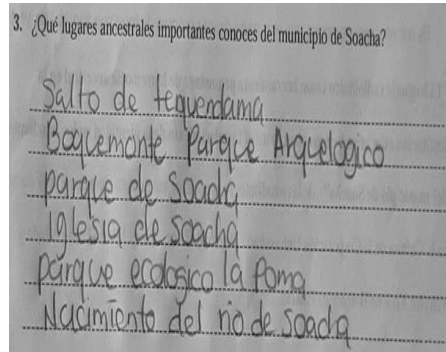 3. ¿Qué lugares ancestrales importantes conoces del municipio de Soacha?
Salto de tequendama
Boquemonte Parque Arquelogico
parque de Soacha
iglesia de soacha
parque ecologico la Poma
Nacimiento del rio de soacha